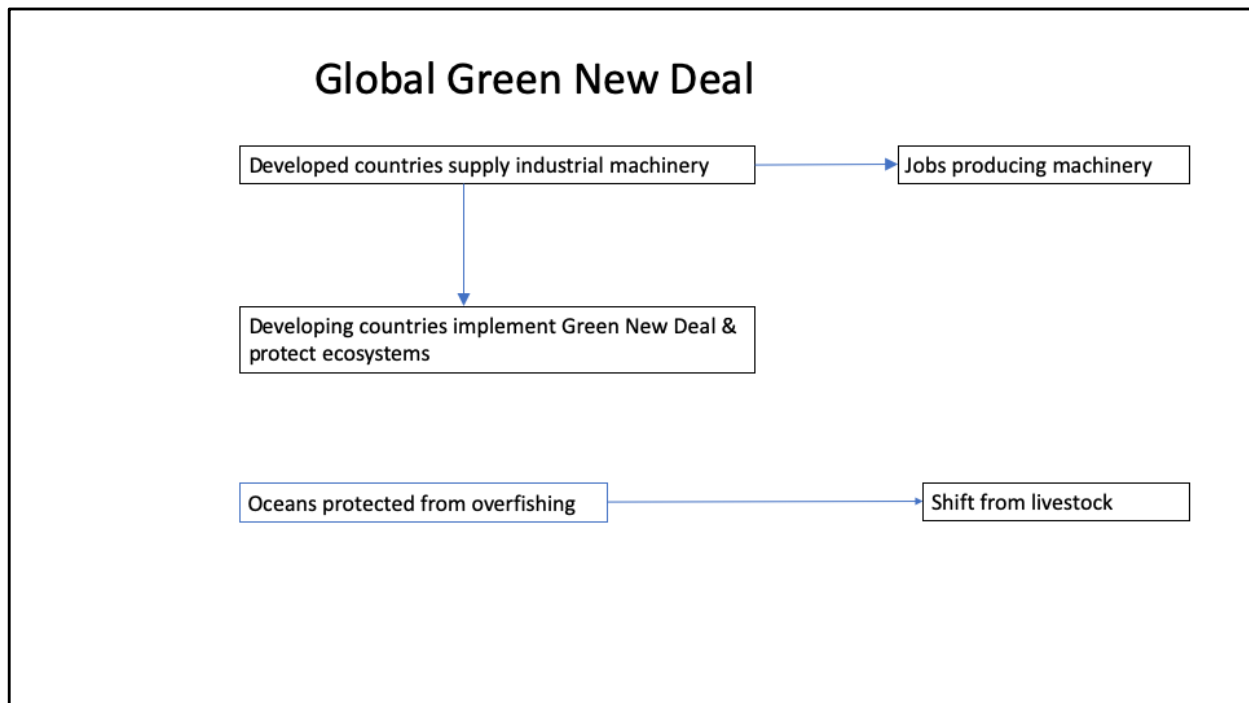 Global Green New Deal
Developed countries supply industrial machinery
Jobs producing machinery
Developing countries implement Green New Deal &
protect ecosystems
Oceans protected from overfishing
Shift from livestock